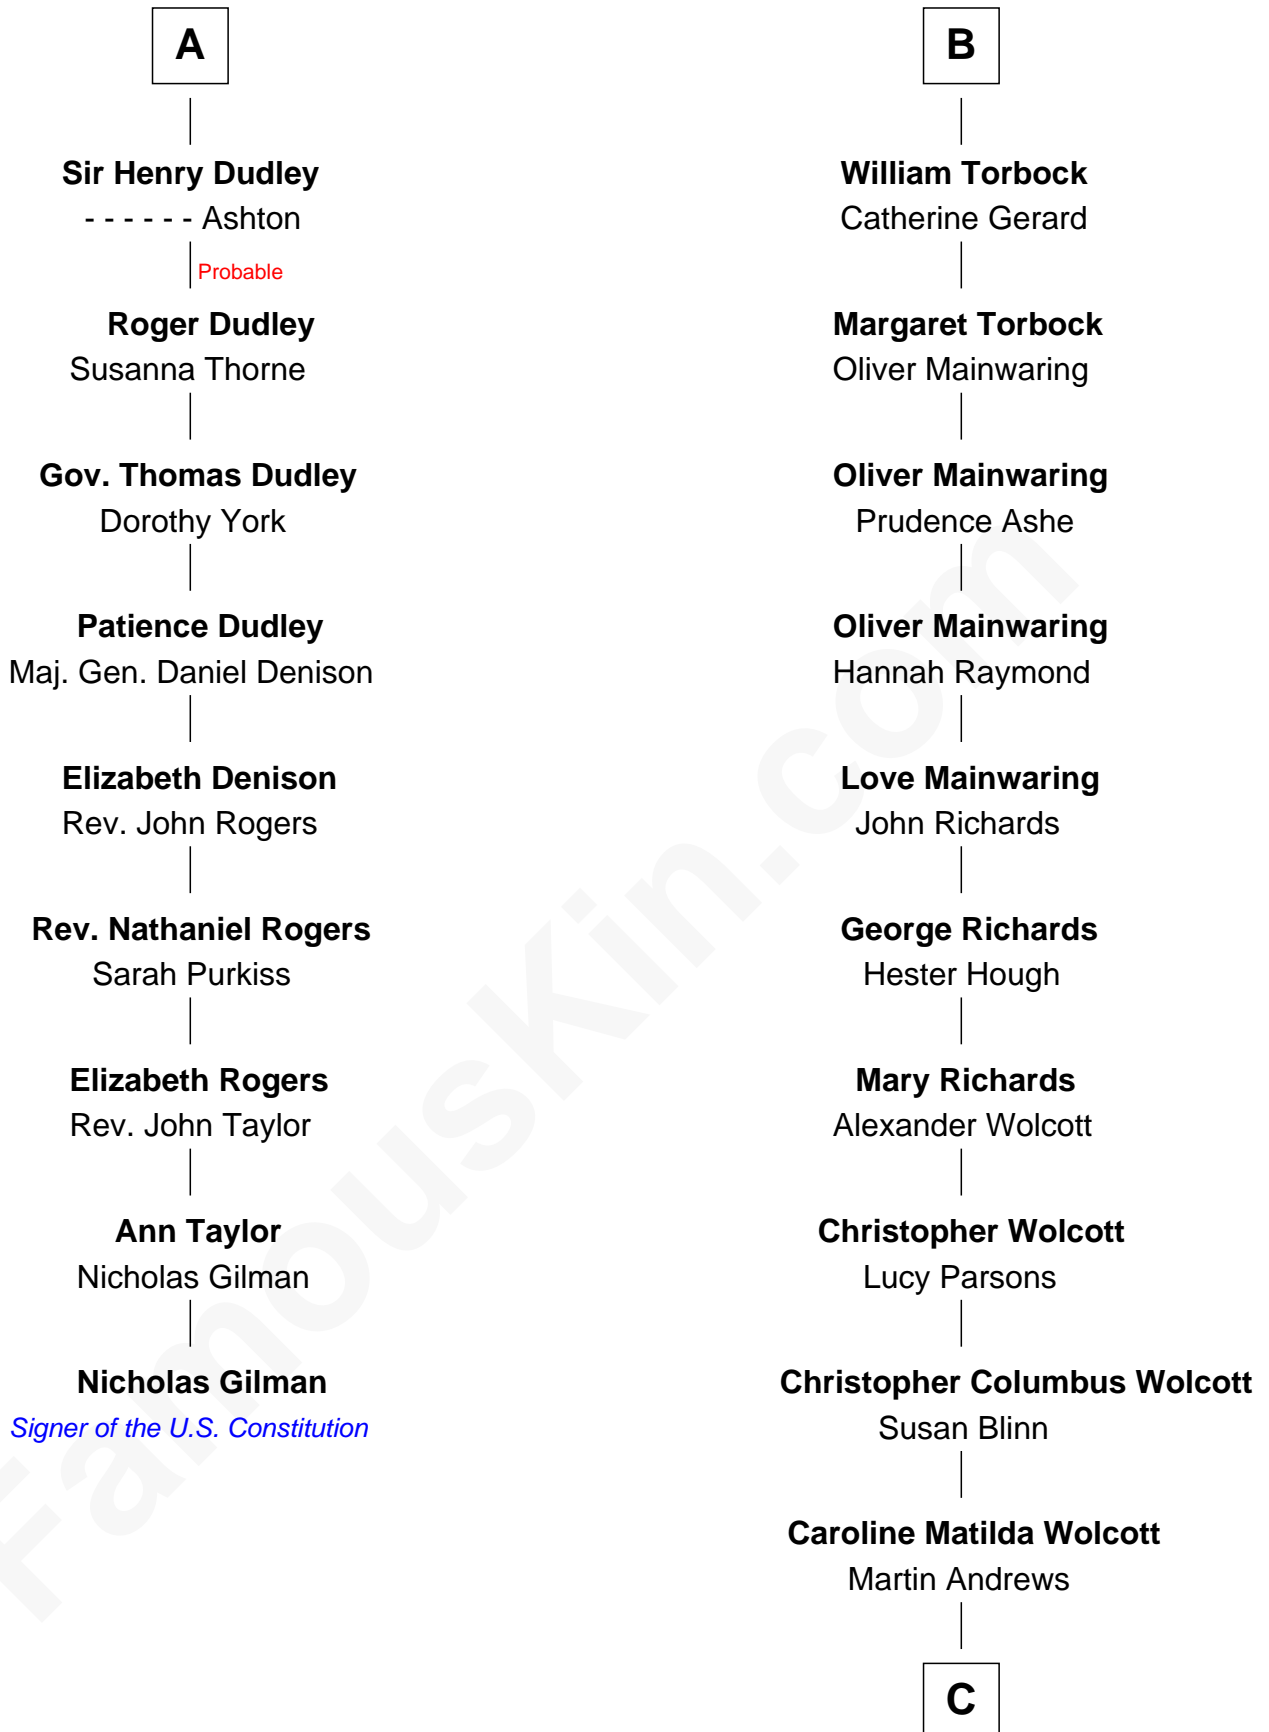 A
Sir Henry Dudley
- - - - - - Ashton
Probable
Roger Dudley
Susanna Thorne
Gov. Thomas Dudley
Dorothy York
Patience Dudley
Maj. Gen. Daniel Denison
Elizabeth Denison
Rev. John Rogers
Rev. Nathaniel Rogers
Sarah Purkiss
Elizabeth Rogers
Rev. John Taylor
Ann Taylor
Nicholas Gilman
Nicholas Gilman
Signer of the U.S. Constitution
B
William Torbock
Catherine Gerard
Margaret Torbock
Oliver Mainwaring
Oliver Mainwaring
Prudence Ashe
Oliver Mainwaring
Hannah Raymond
Love Mainwaring
John Richards
George Richards
Hester Hough
Mary Richards
Alexander Wolcott
Christopher Wolcott
Lucy Parsons
Christopher Columbus Wolcott
Susan Blinn
Caroline Matilda Wolcott
Martin Andrews
C
FamousKin.com